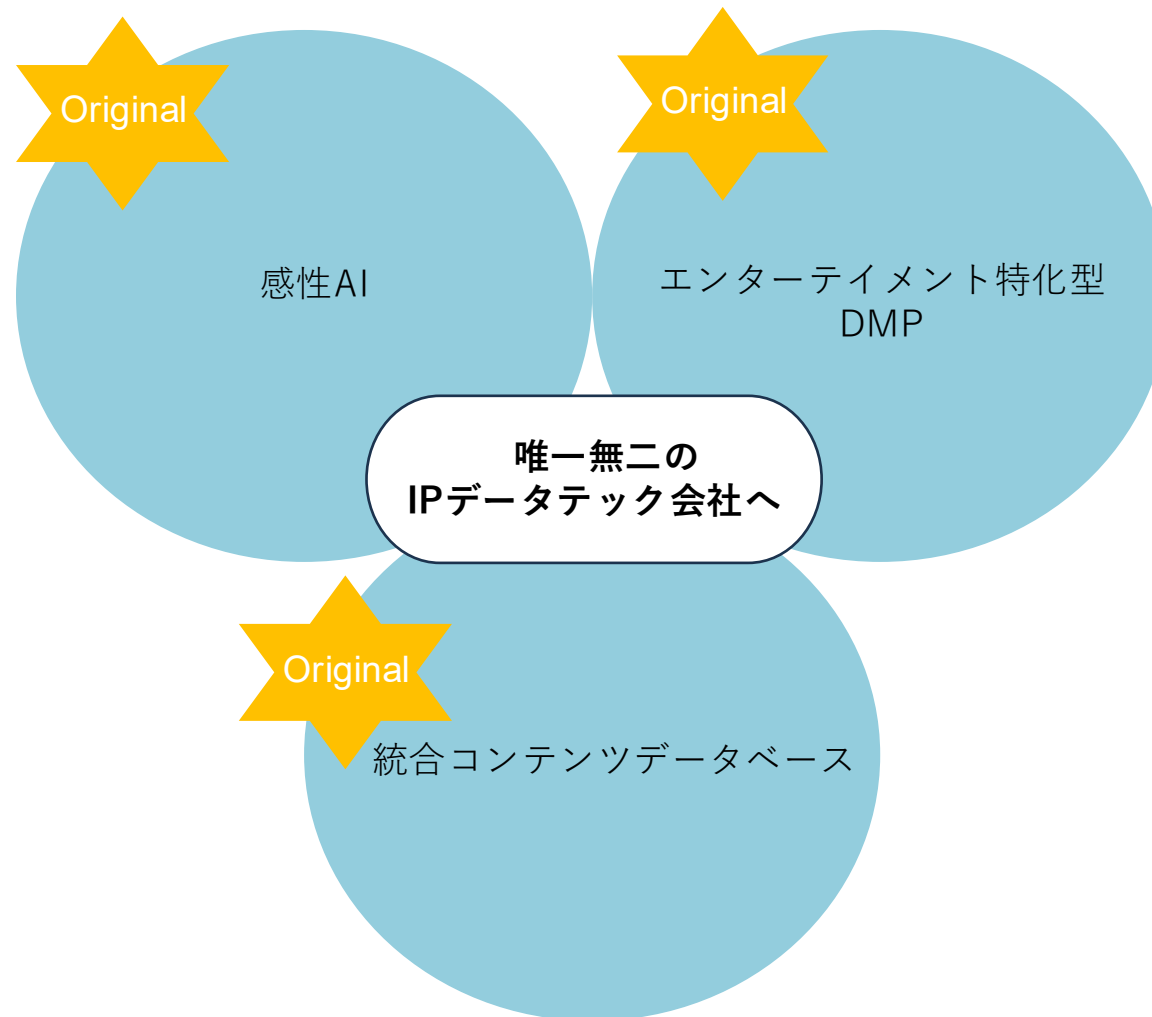 Original
Original
感性AI
エンターテイメント特化型
DMP
唯一無二の
IPデータテック会社へ
Original
統合コンテンツデータベース